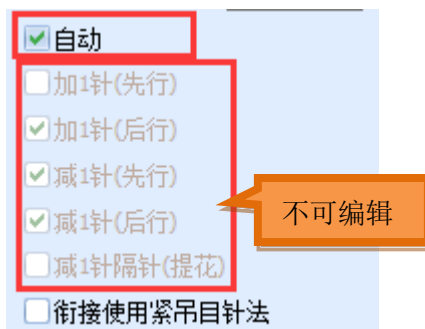 自动
加1针(先行)
加1针(后行)
减1针(先行)
减1针(后行)
不可编辑
减1针隔针(提花)
衔接使用紧吊目针法